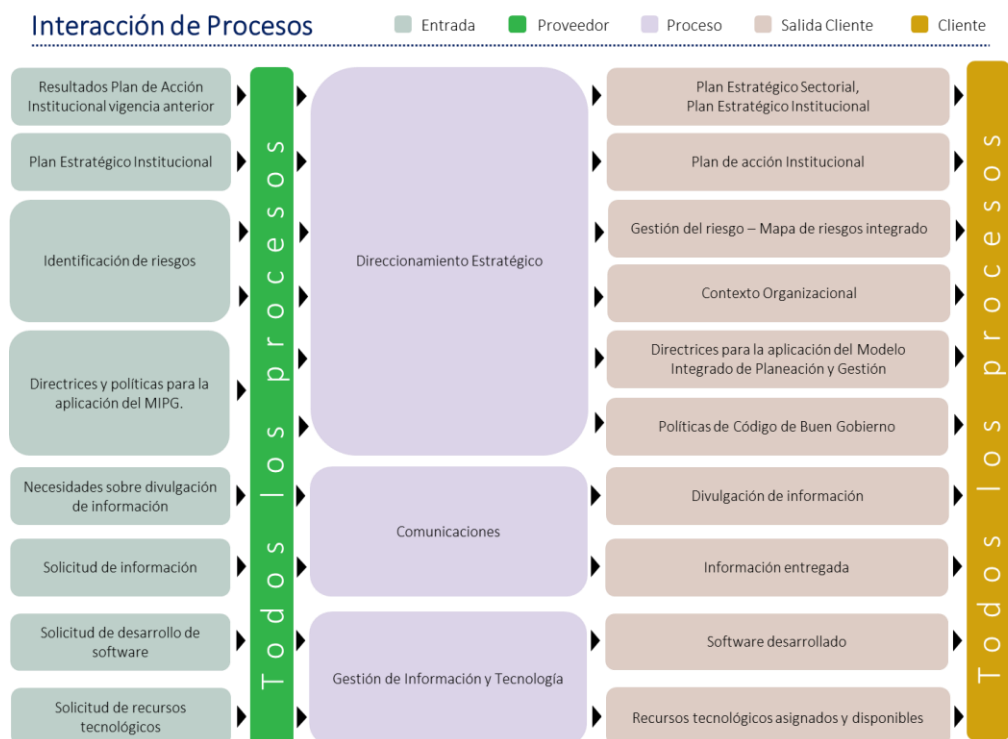 Interacción de Procesos
Entrada
Proveedor
Proceso
Salida Cliente
Cliente
Resultados Plan de Acción
Institucional vigencia anterior
Plan Estratégico Institucional
Identificación de riesgos
Directrices y políticas para la
aplicación del MIPG.
Necesidades sobre divulgación
de información
Solicitud de información
Solicitud de desarrollo de
software
Solicitud de recursos
tecnológicos
Todos los procesos
Direccionamiento Estratégico
Comunicaciones
Gestión de Información y Tecnología
Plan Estratégico Sectorial,
Plan Estratégico Institucional
Plan de acción Institucional
Gestión del riesgo – Mapa de riesgos integrado
Contexto Organizacional
Directrices para la aplicación del Modelo
Integrado de Planeación y Gestión
Políticas de Código de Buen Gobierno
Divulgación de información
Información entregada
Software desarrollado
Recursos tecnológicos asignados y disponibles
Todos los procesos